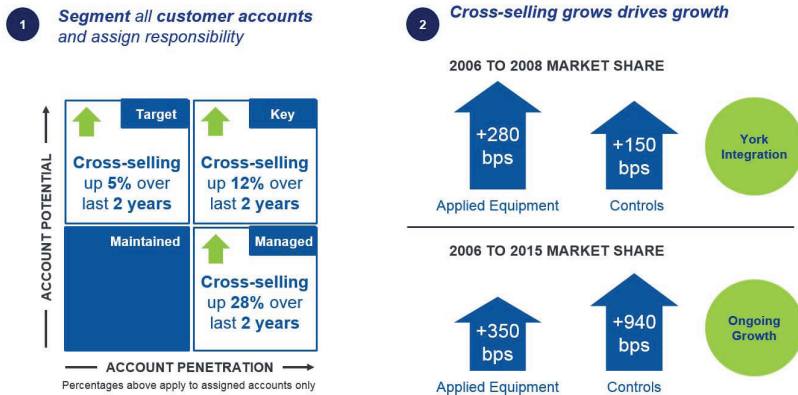 1
Segment all customer accounts
and assign responsibility
ACCOUNT POTENTIAL
Target
Cross-selling
up 5% over
last 2 years
Key
Cross-selling
up 12% over
last 2 years
Maintained
Managed
Cross-selling
up 28% over
last 2 years
ACCOUNT PENETRATION
Percentages above apply to assigned accounts only
2
Cross-selling grows drives growth
2006 TO 2008 MARKET SHARE
+280
bps
Applied Equipment
+150
bps
Controls
York
Integration
2006 TO 2015 MARKET SHARE
+350
bps
Applied Equipment
+940
bps
Controls
Ongoing
Growth